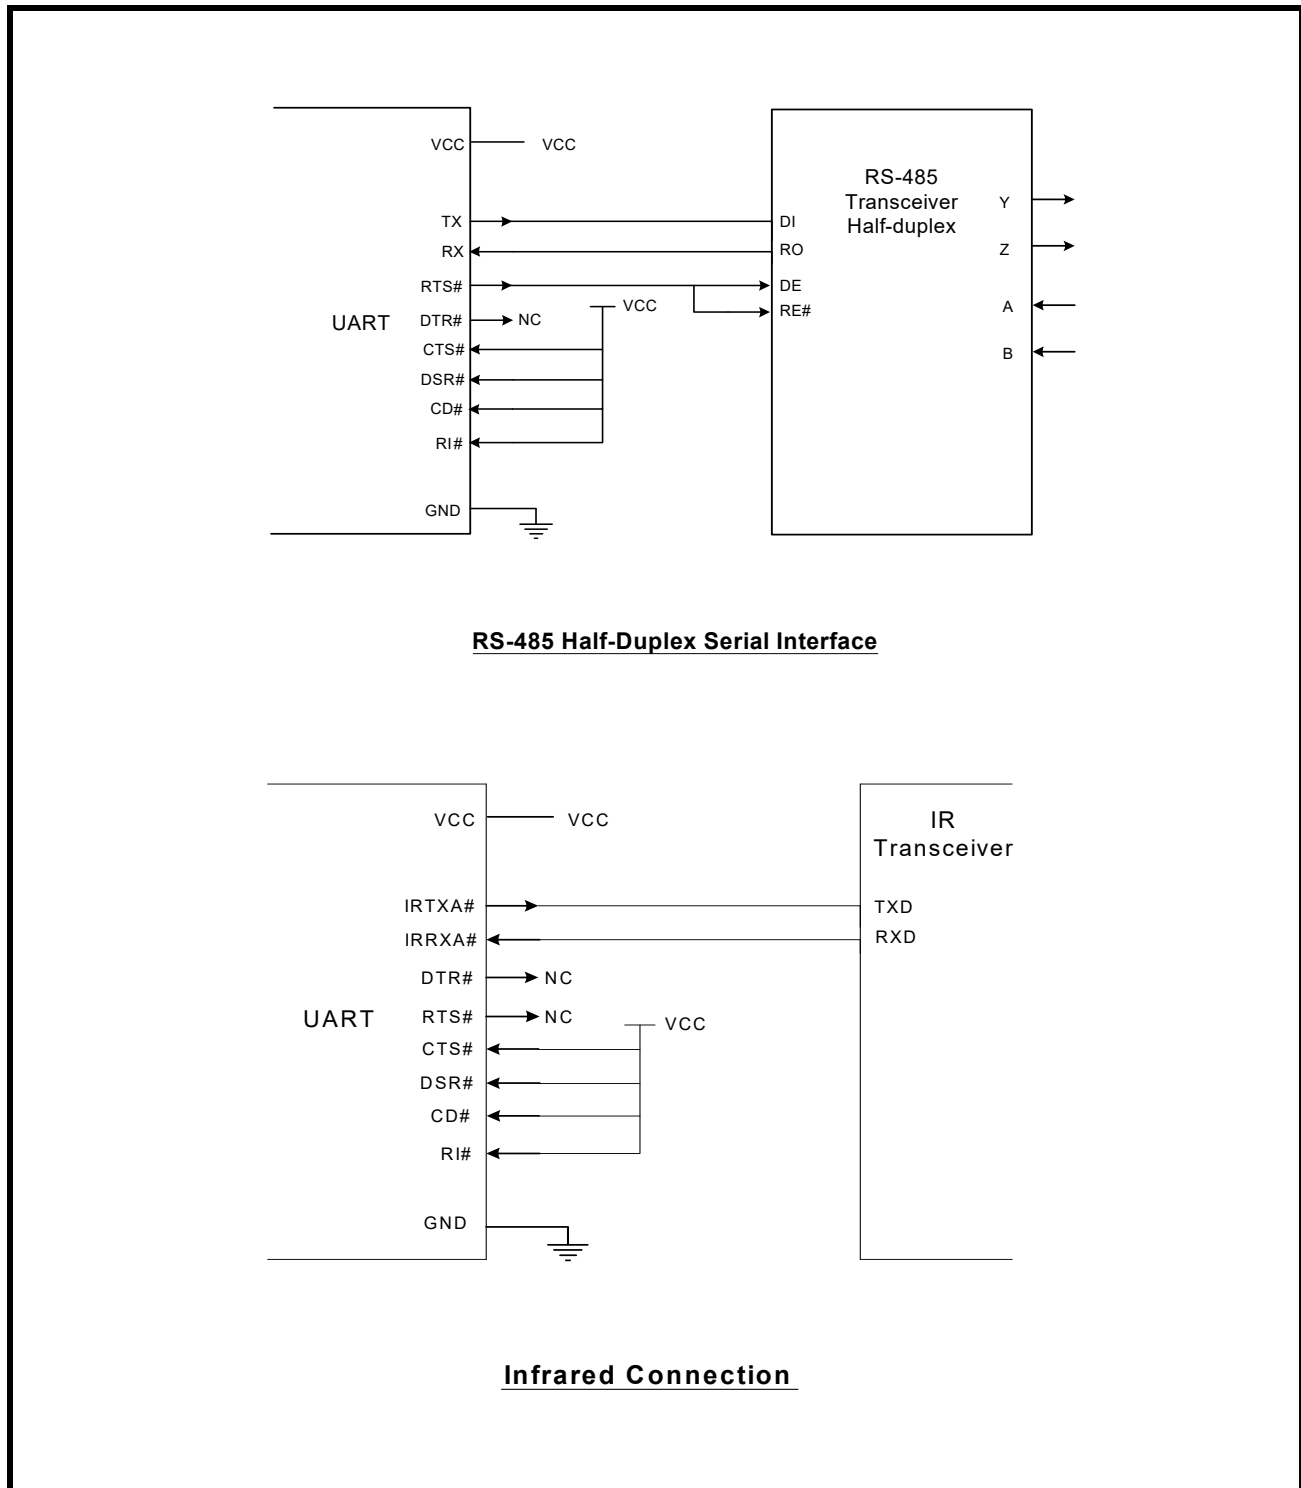 VCC VCC
TX
RX
RTS#
DTR# NC
CTS#
DSR#
CD#
RI#
GND
UART
VCC
RS-485
Transceiver
Half-duplex
DI
RO
DE
RE#
Y
Z
A
B
RS-485 Half-Duplex Serial Interface
VCC VCC
IRTXA#
IRRXA#
DTR# NC
RTS# NC
CTS#
DSR#
CD#
RI#
GND
UART
VCC
IR
Transceiver
TXD
RXD
Infrared Connection